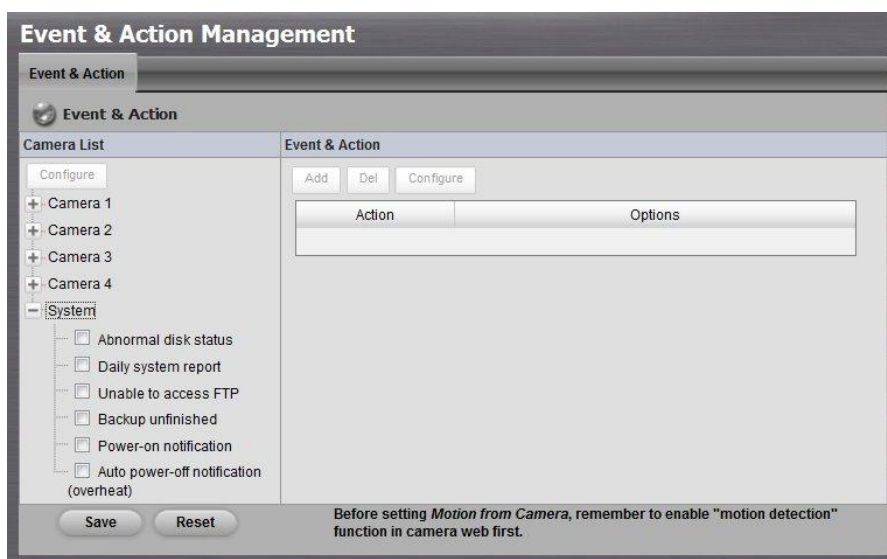 Event & Action Management
Event & Action
Event & Action
Camera List
Configure
Camera 1
Camera 2
Camera 3
Camera 4
System
Abnormal disk status
Daily system report
Unable to access FTP
Backup unfinished
Power-on notification
Auto power-off notification
(overheat)
Event & Action
Add Del Configure
Action Options
Save Reset
Before setting Motion from Camera, remember to enable "motion detection"
function in camera web first.